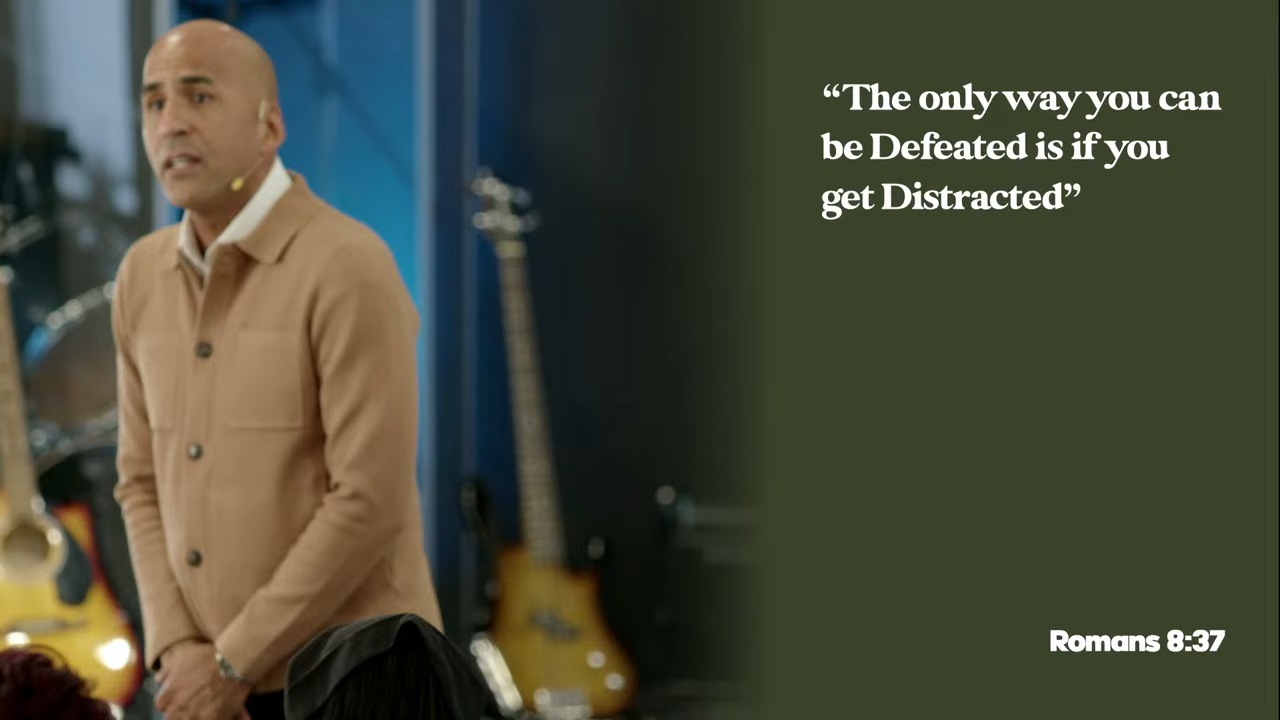 “The only way you can
be Defeated is if you
get Distracted”
Romans 8:37